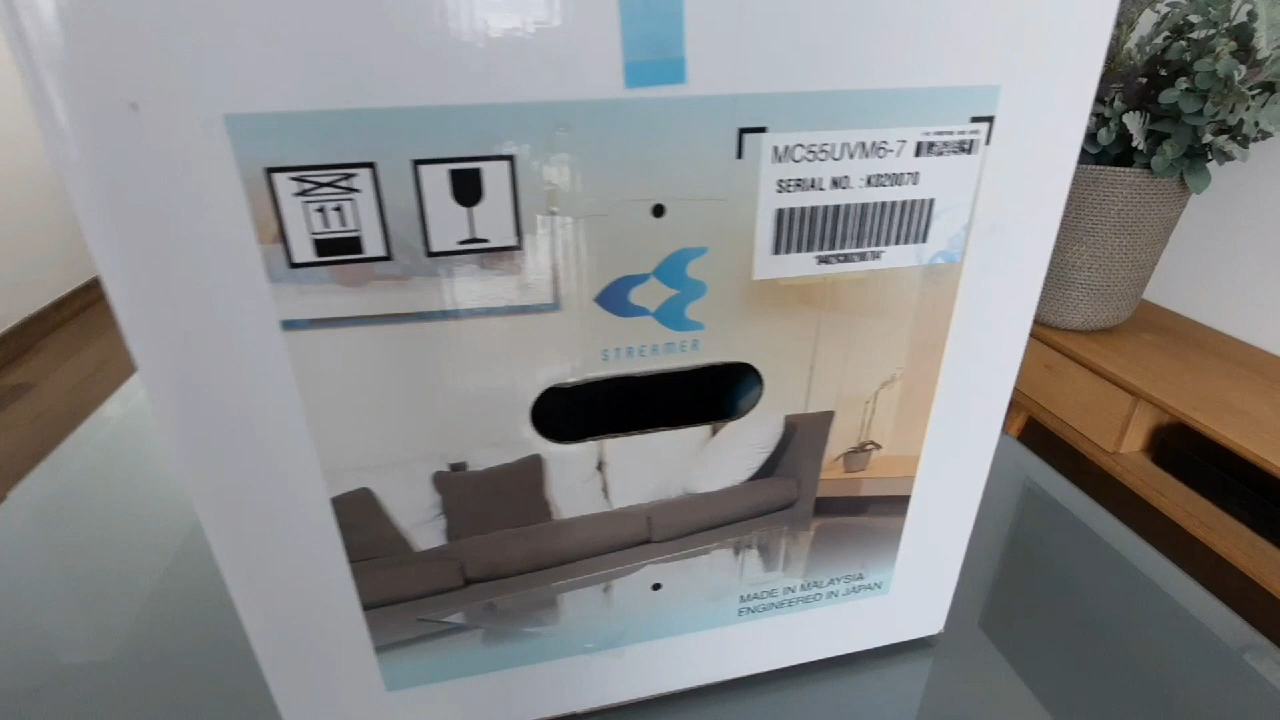 11
MC55UVM6-7
SERIAL NO. :K020070
STREAMER
MADE IN MALAYSIA
ENGINEERED IN JAPAN